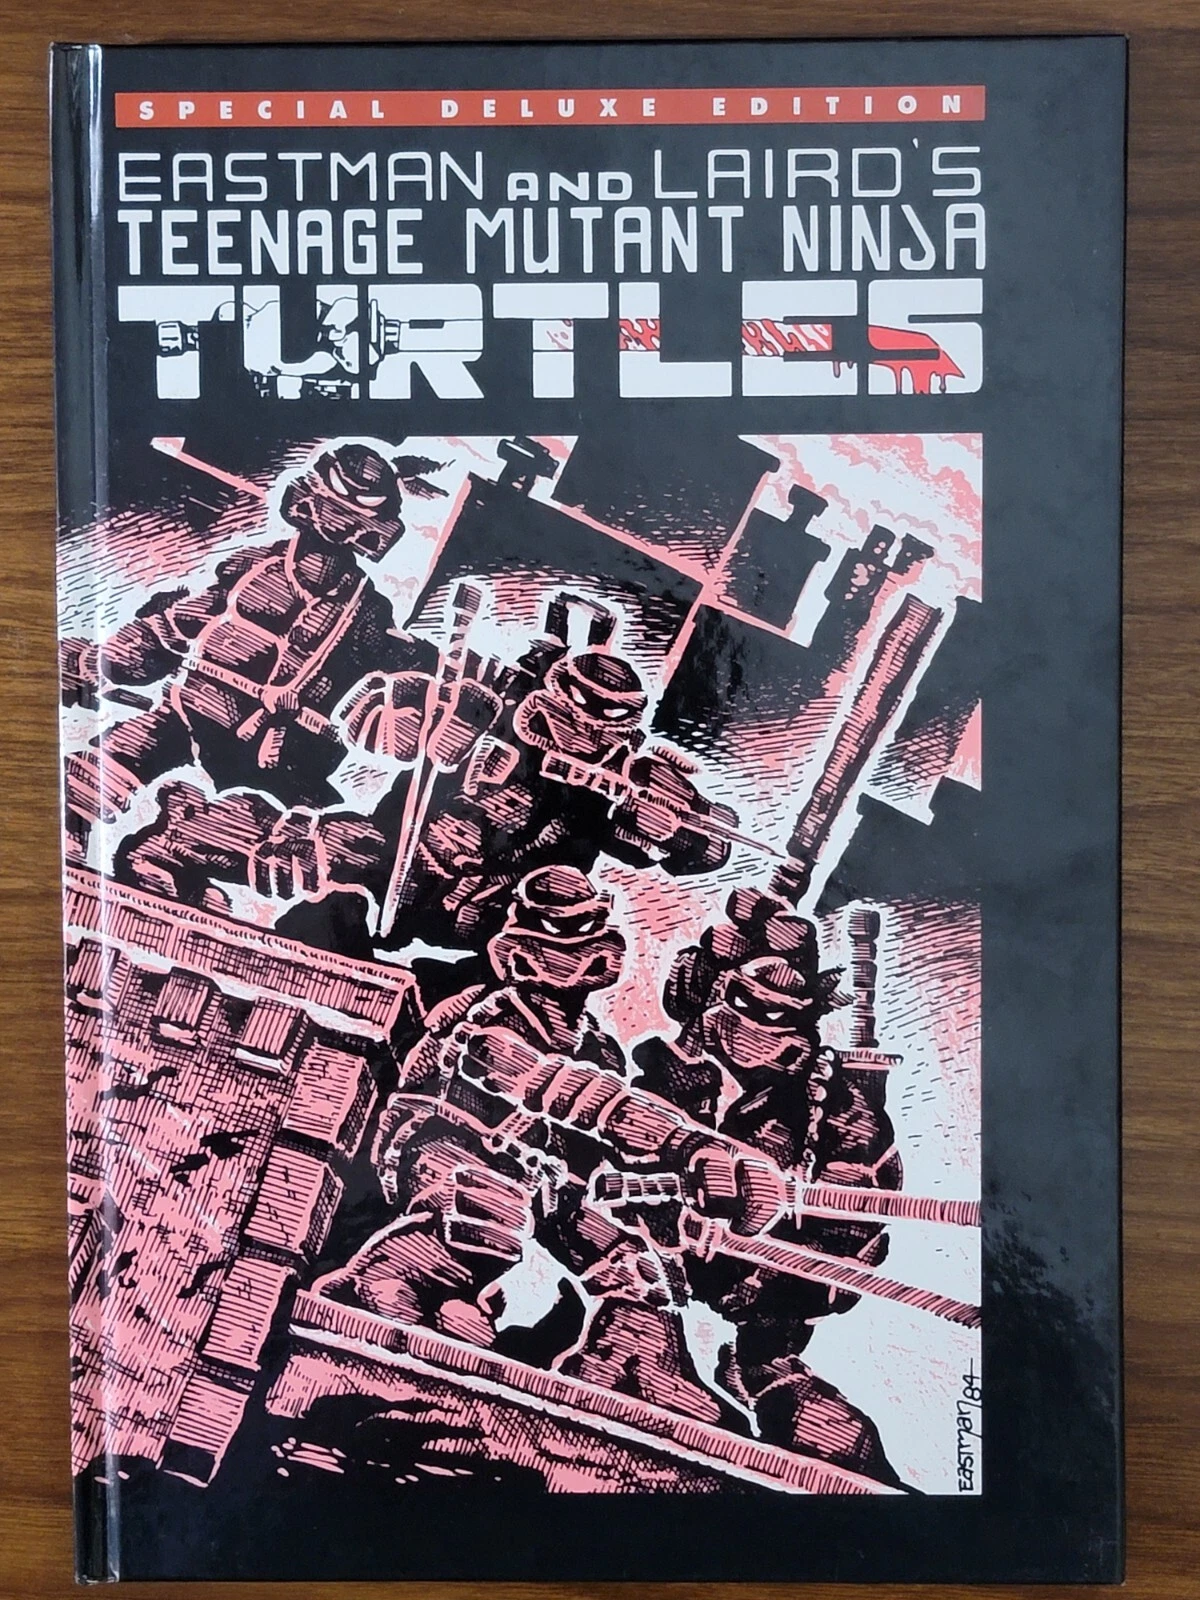 SPECIAL DELUXE EDITION
EASTMAN AND LAIRD'S
TEENAGE MUTANT NINJA
TURTLES
EASTMAN 84